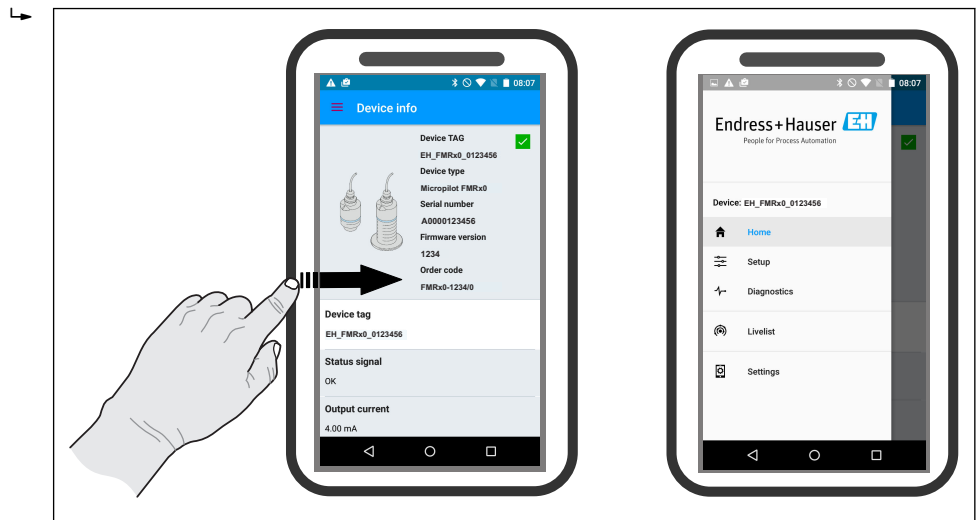 08:07
Device info
Device TAG
EH_FMRx0_0123456
Device type
Micropilot FMRx0
Serial number
A0000123456
Firmware version
1234
Order code
FMRx0-1234/0
Device tag
EH_FMRx0_0123456
Status signal
OK
Output current
4.00 mA
08:07
Endress+Hauser EH
People for Process Automation
Device: EH_FMRx0_0123456
Home
Setup
Diagnostics
Livelist
Settings